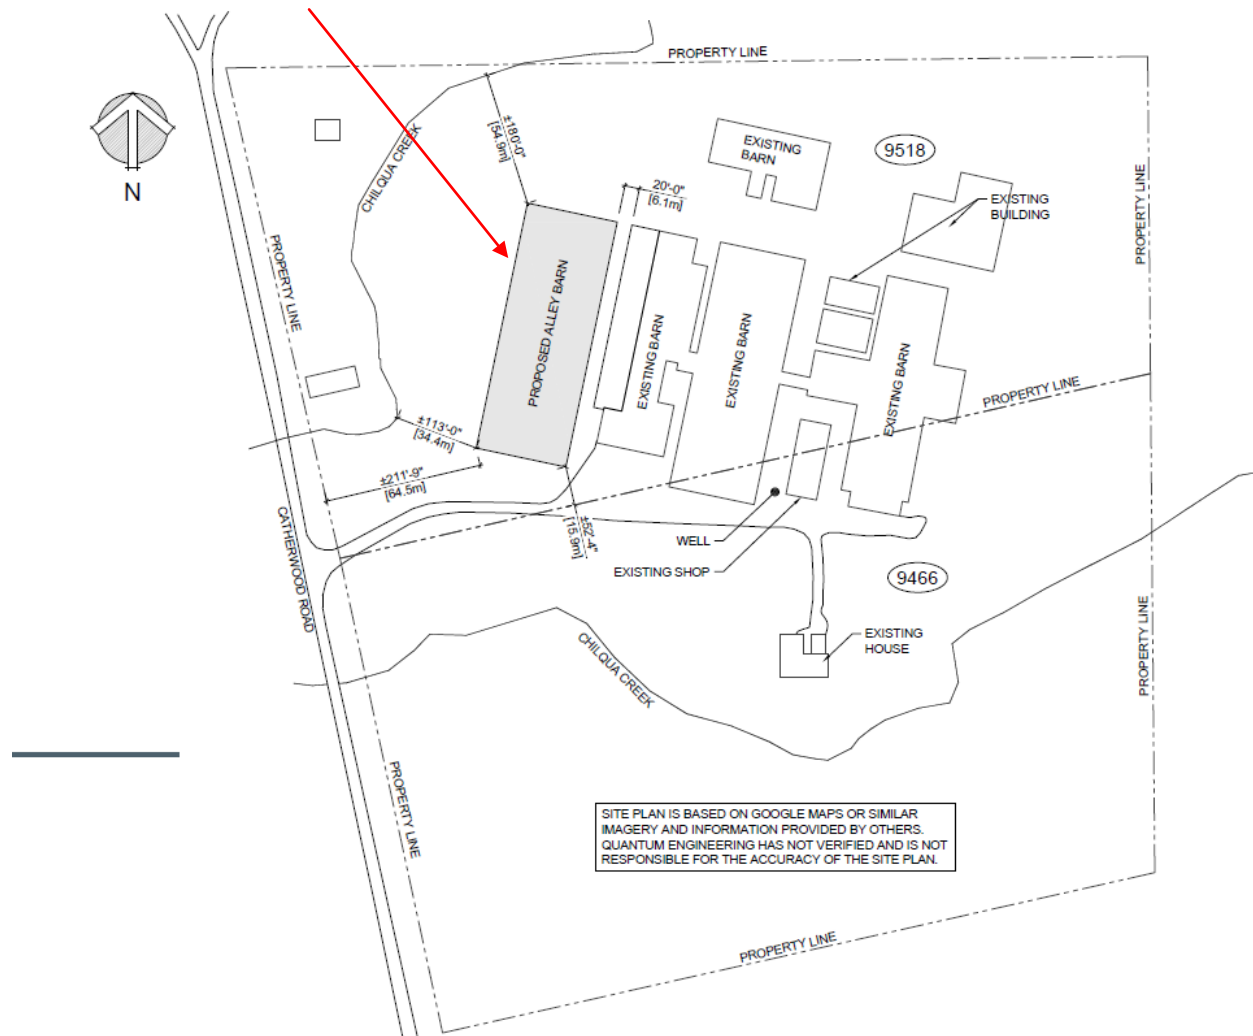 PROPERTY LINE
±180'-0"
[54.9m]
CHILQUA CREEK
N
EXISTING
BARN
9518
20'-0"
[6.1m]
EXISTING
BUILDING
PROPERTY LINE
PROPERTY LINE
PROPOSED ALLEY BARN
EXISTING BARN
EXISTING BARN
EXISTING BARN
PROPERTY LINE
±113'-0"
[34.4m]
±211'-9"
[64.5m]
±52'-4"
[15.9m]
WELL
EXISTING SHOP
CATHERWOOD ROAD
9466
EXISTING
HOUSE
CHILQUA CREEK
PROPERTY LINE
PROPERTY LINE
SITE PLAN IS BASED ON GOOGLE MAPS OR SIMILAR
IMAGERY AND INFORMATION PROVIDED BY OTHERS.
QUANTUM ENGINEERING HAS NOT VERIFIED AND IS NOT
RESPONSIBLE FOR THE ACCURACY OF THE SITE PLAN.
PROPERTY LINE